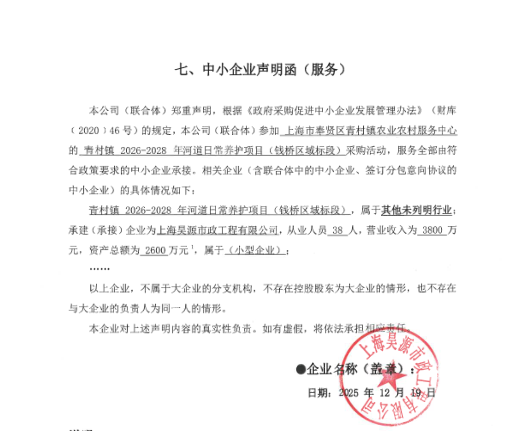 七、中小企业声明函（服务）
本公司（联合体）郑重声明，根据《政府采购促进中小企业发展管理办法》（财库
﹝2020﹞46 号）的规定，本公司（联合体）参加 上海市奉贤区青村镇农业农村服务中心
的 青村镇 2026-2028 年河道日常养护项目（钱桥区域标段）采购活动，服务全部由符
合政策要求的中小企业承接。相关企业（含联合体中的中小企业、签订分包意向协议的
中小企业）的具体情况如下：
青村镇 2026-2028 年河道日常养护项目（钱桥区域标段），属于其他未列明行业；
承建（承接）企业为上海昊源市政工程有限公司，从业人员 38 人，营业收入为 3800 万
元，资产总额为 2600 万元¹，属于（小型企业）；
……
以上企业，不属于大企业的分支机构，不存在控股股东为大企业的情形，也不存在
与大企业的负责人为同一人的情形。
本企业对上述声明内容的真实性负责。如有虚假，将依法承担相应责任。
●企业名称（盖章）：
日期：2025 年 12 月 19 日
上海昊源市政工程有限公司